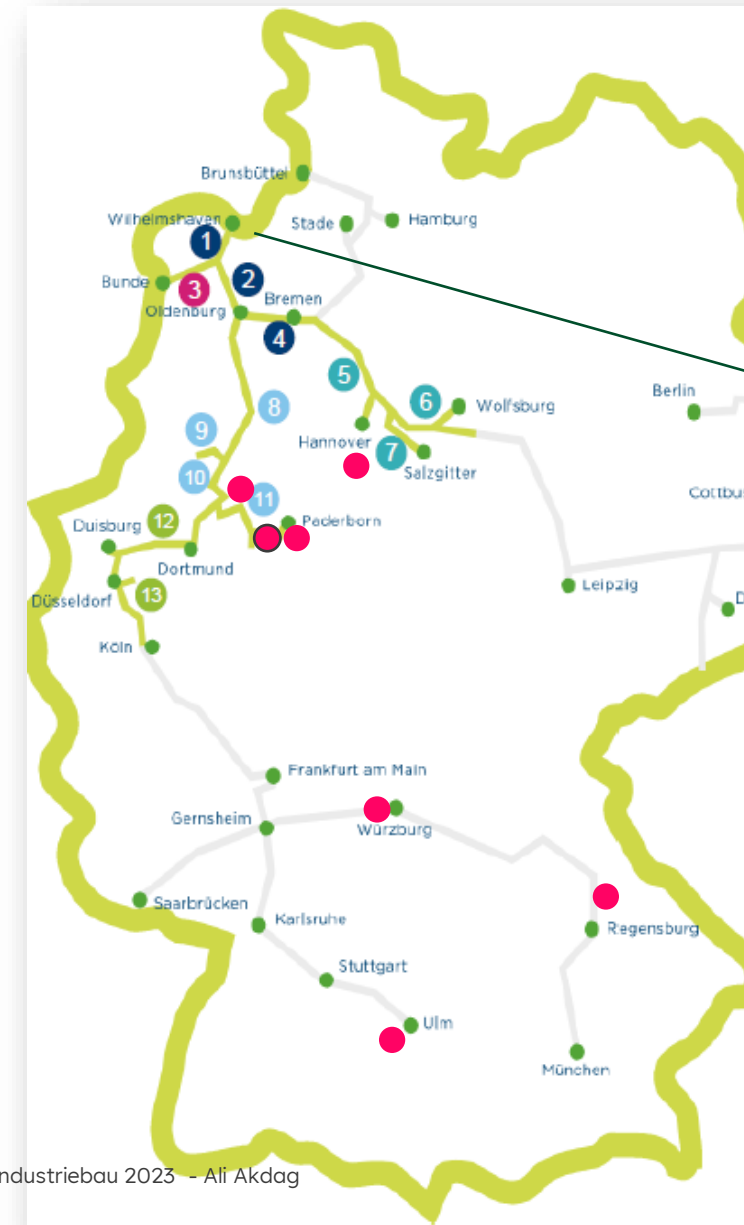 Brunsbüttel
Wilhelmshaven
Stade
Hamburg
1
2
Bunde
3
Oldenburg
Bremen
4
5
Berlin
6
Wolfsburg
8
9
Hannover
7
Salzgitter
10
11
Cottbu
12
Duisburg
Paderborn
Dortmund
Leipzig
13
Düsseldorf
D
Köln
Frankfurt am Main
Gernsheim
Würzburg
Saarbrücken
Karlsruhe
Regensburg
Stuttgart
Ulm
München
ndustriebau 2023 - Ali Akdag